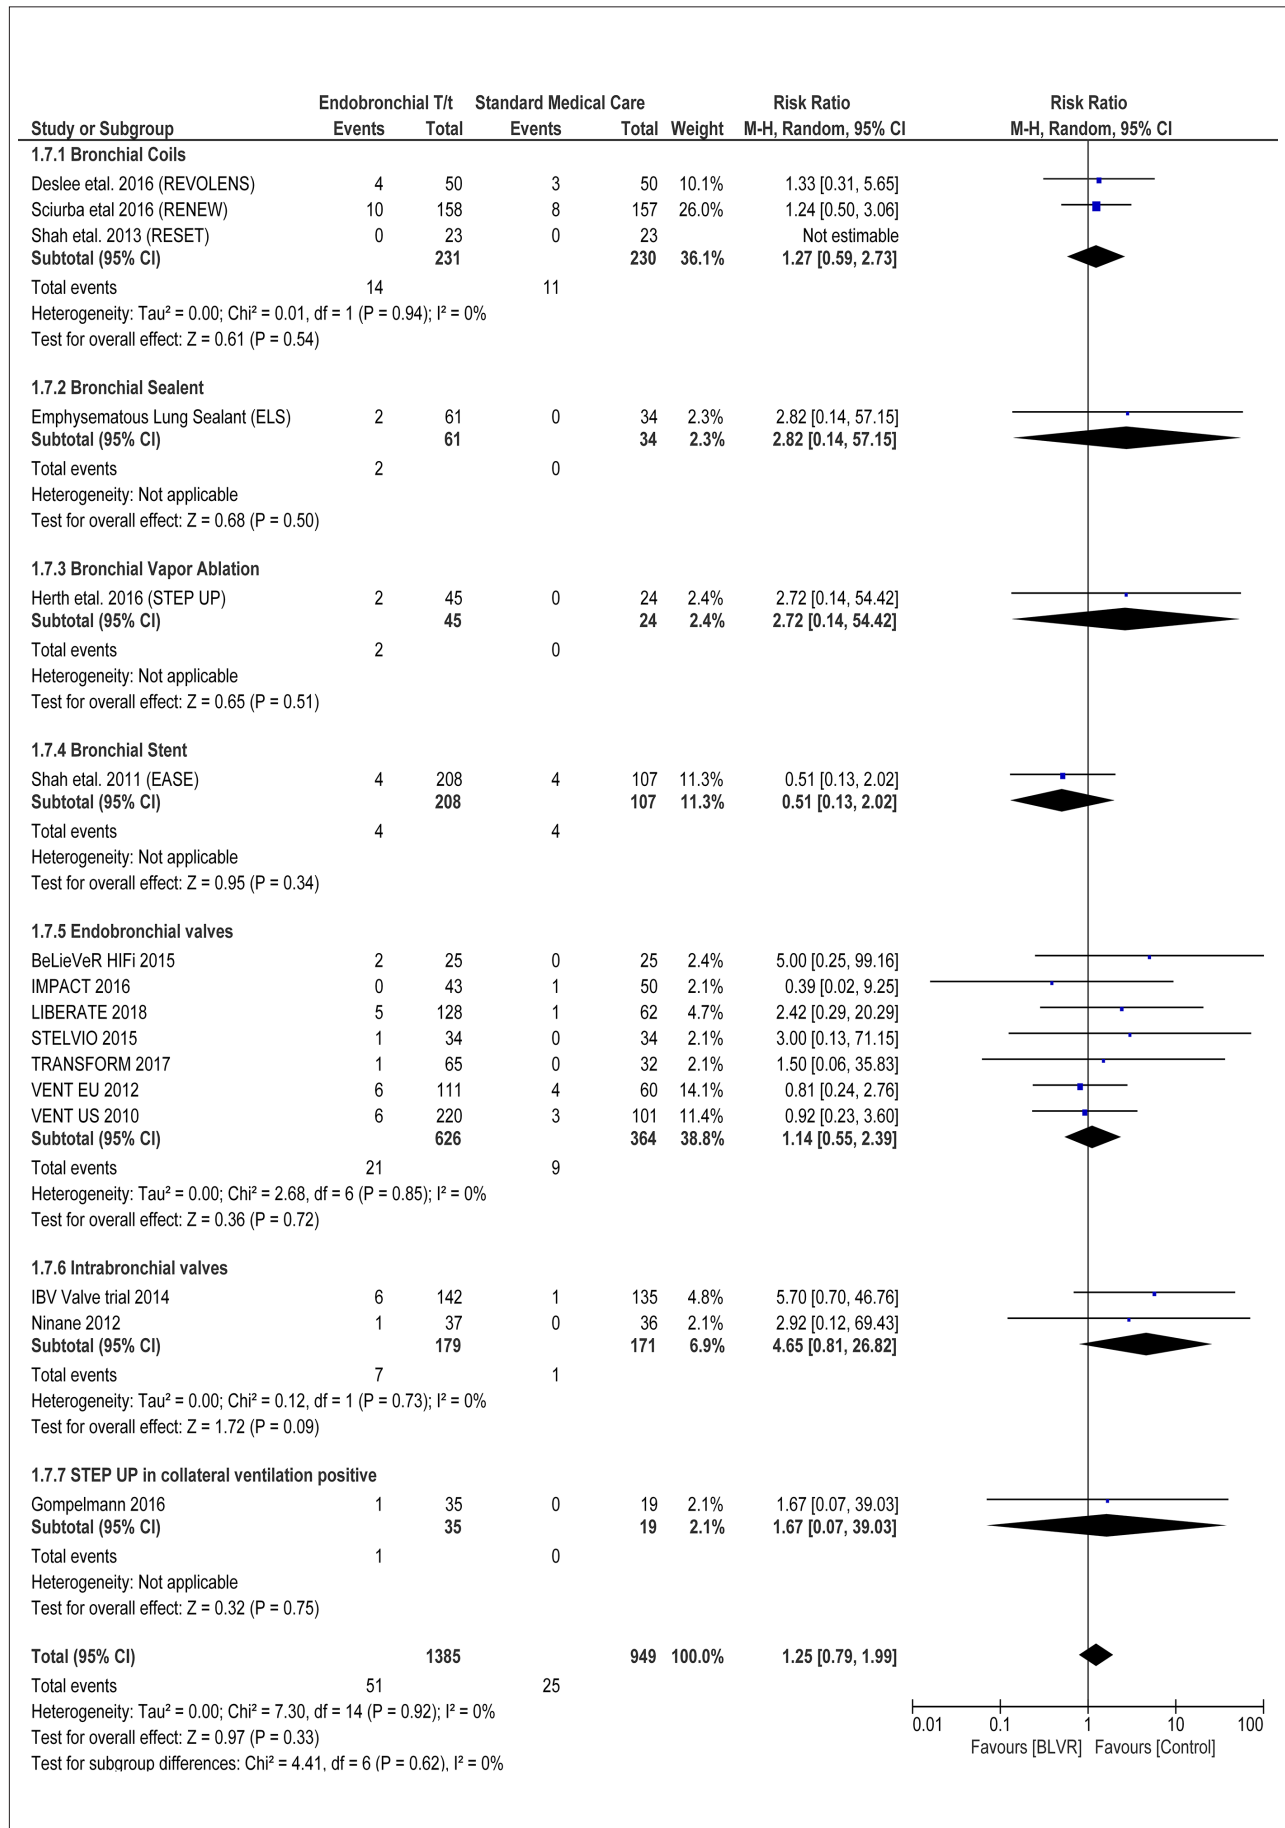 Endobronchial T/t Standard Medical Care Risk Ratio Risk Ratio
Study or Subgroup Events Total Events Total Weight M-H, Random, 95% CI M-H, Random, 95% CI
1.7.1 Bronchial Coils
Deslee etal. 2016 (REVOLENS) 4 50 3 50 10.1% 1.33 [0.31, 5.65]
Sciurba etal 2016 (RENEW) 10 158 8 157 26.0% 1.24 [0.50, 3.06]
Shah etal. 2013 (RESET) 0 23 0 23 Not estimable
Subtotal (95% CI) 231 230 36.1% 1.27 [0.59, 2.73]
Total events 14 11
Heterogeneity: Tau² = 0.00; Chi² = 0.01, df = 1 (P = 0.94); I² = 0%
Test for overall effect: Z = 0.61 (P = 0.54)
1.7.2 Bronchial Sealent
Emphysematous Lung Sealant (ELS) 2 61 0 34 2.3% 2.82 [0.14, 57.15]
Subtotal (95% CI) 61 34 2.3% 2.82 [0.14, 57.15]
Total events 2 0
Heterogeneity: Not applicable
Test for overall effect: Z = 0.68 (P = 0.50)
1.7.3 Bronchial Vapor Ablation
Herth etal. 2016 (STEP UP) 2 45 0 24 2.4% 2.72 [0.14, 54.42]
Subtotal (95% CI) 45 24 2.4% 2.72 [0.14, 54.42]
Total events 2 0
Heterogeneity: Not applicable
Test for overall effect: Z = 0.65 (P = 0.51)
1.7.4 Bronchial Stent
Shah etal. 2011 (EASE) 4 208 4 107 11.3% 0.51 [0.13, 2.02]
Subtotal (95% CI) 208 107 11.3% 0.51 [0.13, 2.02]
Total events 4 4
Heterogeneity: Not applicable
Test for overall effect: Z = 0.95 (P = 0.34)
1.7.5 Endobronchial valves
BeLieVeR HIFi 2015 2 25 0 25 2.4% 5.00 [0.25, 99.16]
IMPACT 2016 0 43 1 50 2.1% 0.39 [0.02, 9.25]
LIBERATE 2018 5 128 1 62 4.7% 2.42 [0.29, 20.29]
STELVIO 2015 1 34 0 34 2.1% 3.00 [0.13, 71.15]
TRANSFORM 2017 1 65 0 32 2.1% 1.50 [0.06, 35.83]
VENT EU 2012 6 111 4 60 14.1% 0.81 [0.24, 2.76]
VENT US 2010 6 220 3 101 11.4% 0.92 [0.23, 3.60]
Subtotal (95% CI) 626 364 38.8% 1.14 [0.55, 2.39]
Total events 21 9
Heterogeneity: Tau² = 0.00; Chi² = 2.68, df = 6 (P = 0.85); I² = 0%
Test for overall effect: Z = 0.36 (P = 0.72)
1.7.6 Intrabronchial valves
IBV Valve trial 2014 6 142 1 135 4.8% 5.70 [0.70, 46.76]
Ninane 2012 1 37 0 36 2.1% 2.92 [0.12, 69.43]
Subtotal (95% CI) 179 171 6.9% 4.65 [0.81, 26.82]
Total events 7 1
Heterogeneity: Tau² = 0.00; Chi² = 0.12, df = 1 (P = 0.73); I² = 0%
Test for overall effect: Z = 1.72 (P = 0.09)
1.7.7 STEP UP in collateral ventilation positive
Gompelmann 2016 1 35 0 19 2.1% 1.67 [0.07, 39.03]
Subtotal (95% CI) 35 19 2.1% 1.67 [0.07, 39.03]
Total events 1 0
Heterogeneity: Not applicable
Test for overall effect: Z = 0.32 (P = 0.75)
Total (95% CI) 1385 949 100.0% 1.25 [0.79, 1.99]
Total events 51 25
Heterogeneity: Tau² = 0.00; Chi² = 7.30, df = 14 (P = 0.92); I² = 0%
Test for overall effect: Z = 0.97 (P = 0.33)
Test for subgroup differences: Chi² = 4.41, df = 6 (P = 0.62), I² = 0%
0.01 0.1 1 10 100
Favours [BLVR] Favours [Control]